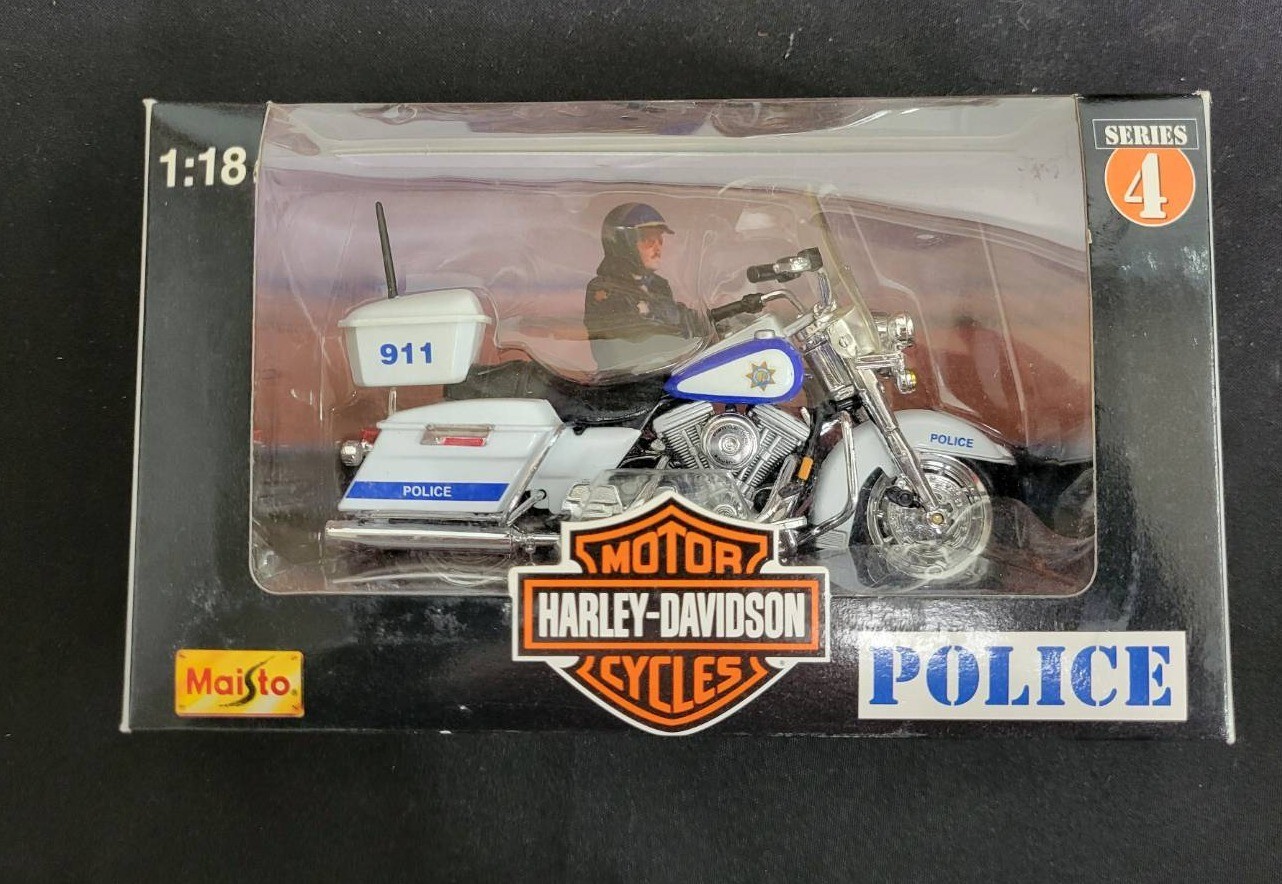 1:18
SERIES
4
911
POLICE
POLICE
MOTOR
HARLEY-DAVIDSON
CYCLES
Maisto
POLICE